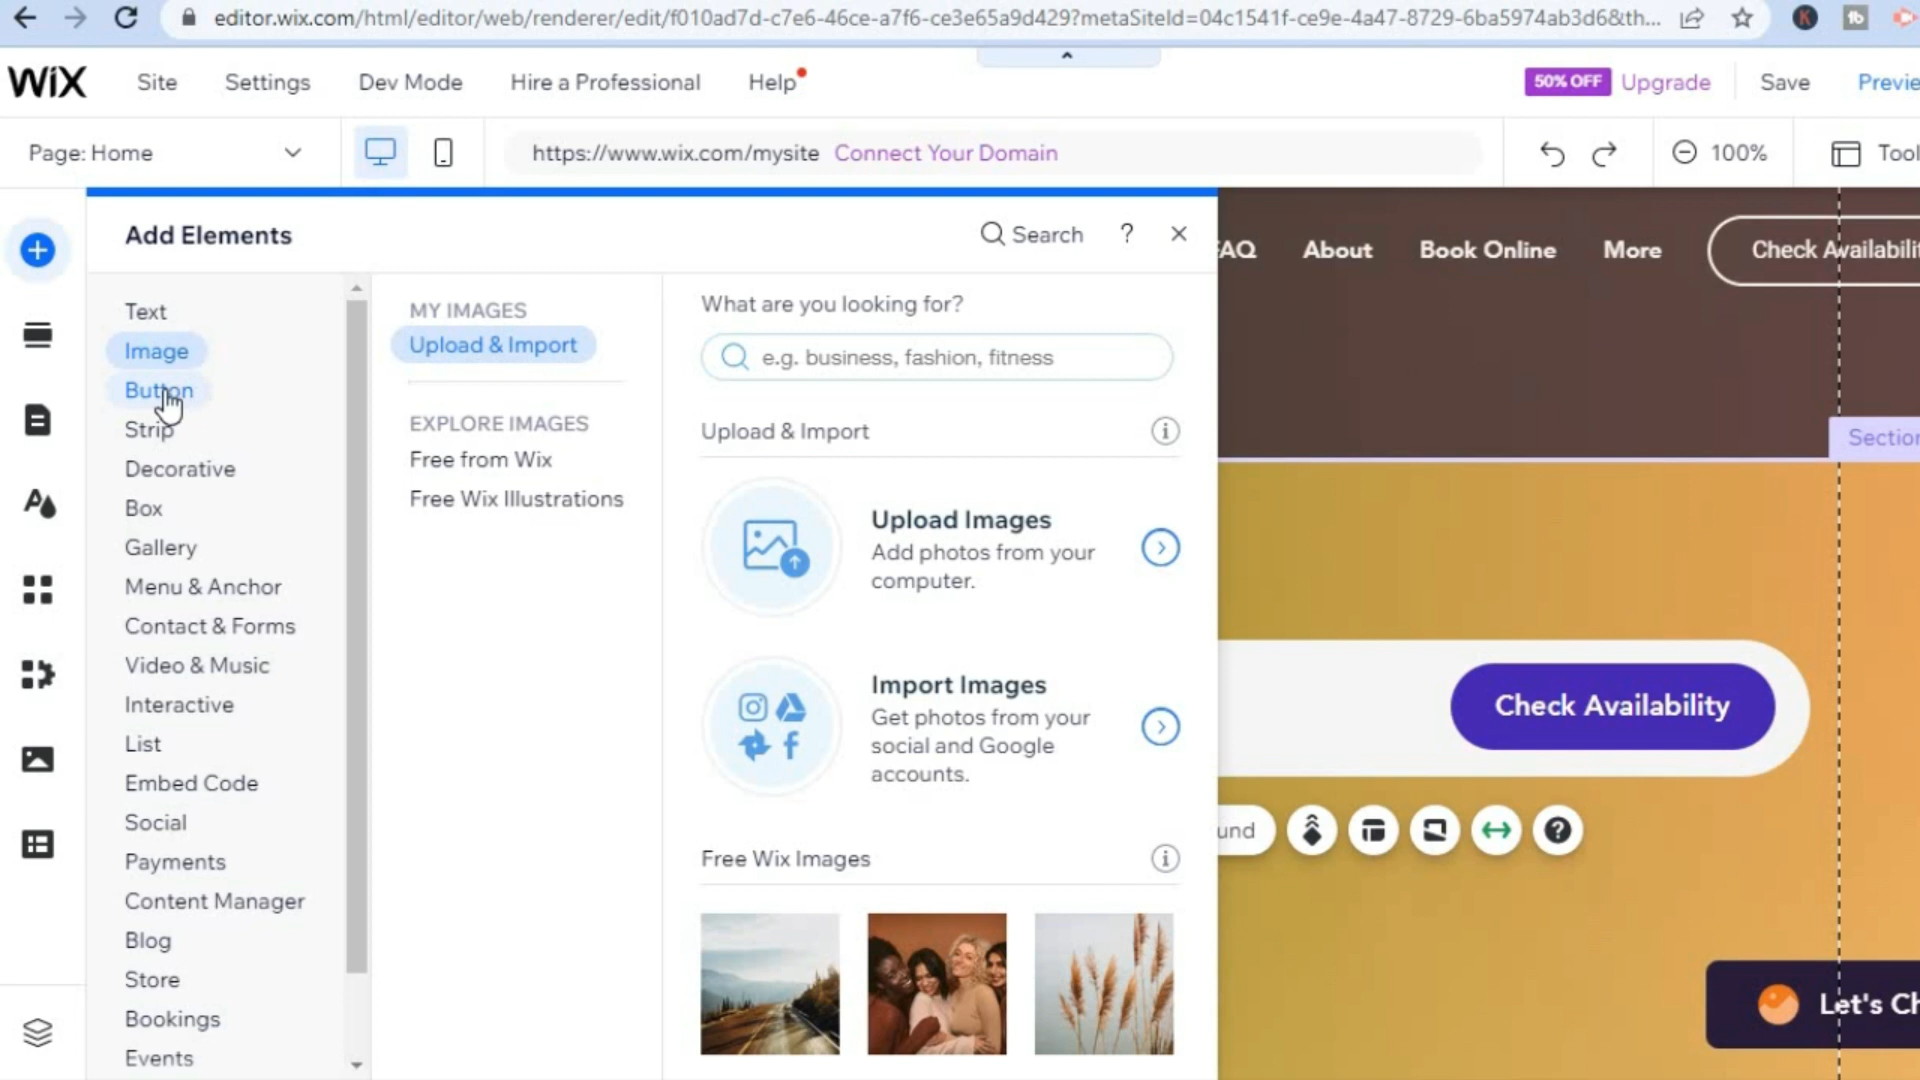 editor.wix.com/html/editor/web/renderer/edit/f010ad7d-c7e6-46ce-a7f6-ce3e65a9d429?metaSiteId=04c1541f-ce9e-4a47-8729-6ba5974ab3d6&th...
WiX Site Settings Dev Mode Hire a Professional Help 50% OFF Upgrade Save Previe
Page: Home https://www.wix.com/mysite Connect Your Domain 100% Tool
Add Elements Search ?
FAQ About Book Online More Check Availabilit
Text
Image
Button
Strip
Decorative
Box
Gallery
Menu & Anchor
Contact & Forms
Video & Music
Interactive
List
Embed Code
Social
Payments
Content Manager
Blog
Store
Bookings
Events
MY IMAGES
Upload & Import
EXPLORE IMAGES
Free from Wix
Free Wix Illustrations
What are you looking for?
e.g. business, fashion, fitness
Upload & Import
Upload Images
Add photos from your
computer.
Import Images
Get photos from your
social and Google
accounts.
Free Wix Images
Section
Check Availability
und
Let's Ch